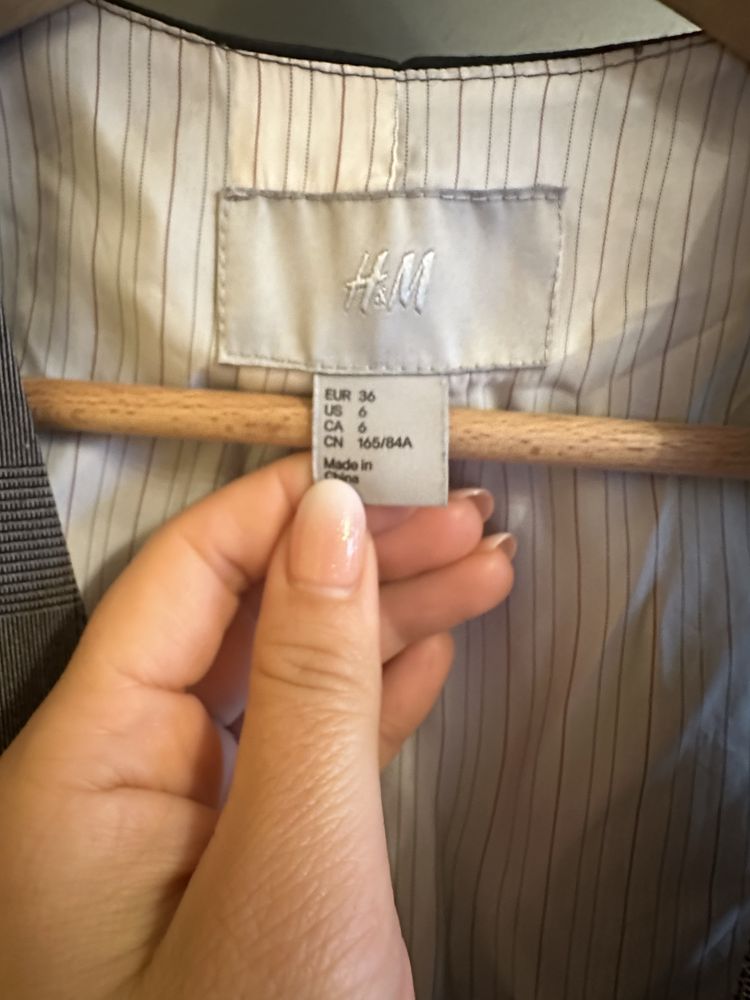 H&M
EUR 36
US 6
CA 6
CN 165/84A
Made in
China